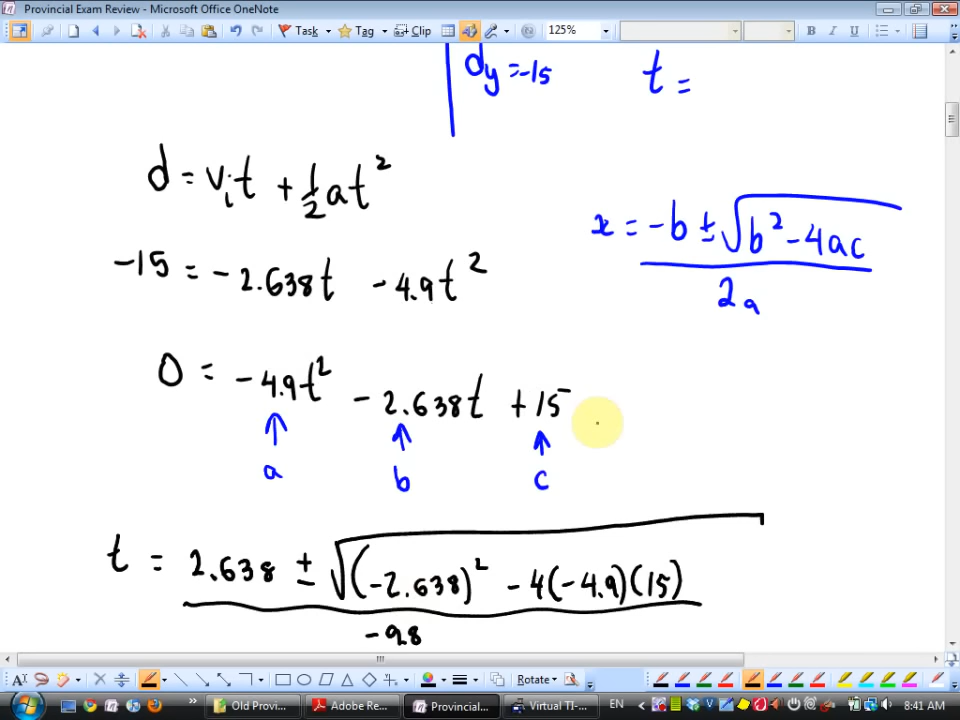 Provincial Exam Review - Microsoft Office OneNote
Task Tag Clip 125% B I U
dy = -15 t =
d = vit + 1/2 at²
x = -b ± √b² - 4ac
2a
-15 = -2.638t - 4.9t²
0 = -4.9t² - 2.638t + 15
a b c
t = 2.638 ± √(-2.638)² - 4(-4.9)(15)
-9.8
Rotate
Old Provi... Adobe Re... Provincial... Virtual TI-... EN 8:41 AM